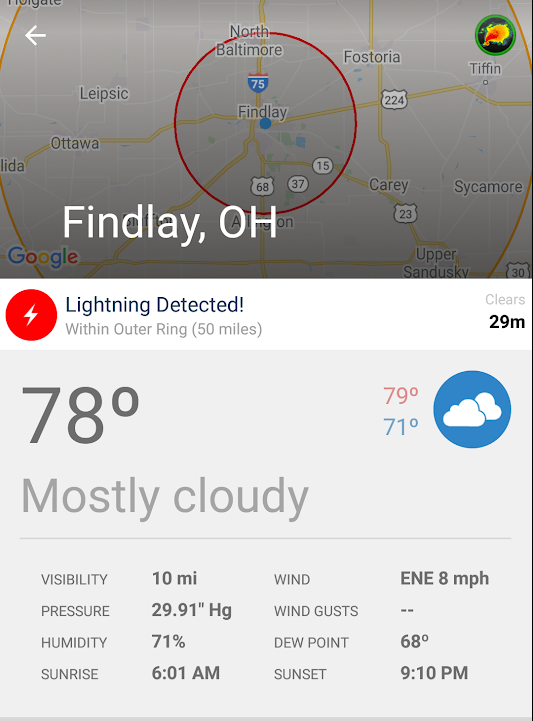 Holgate
North
Baltimore
Fostoria
Tiffin
75
Leipsic
224
Findlay
Ottawa
15
68
37
Carey
Sycamore
23
Findlay, OH
Arlington
Google
Upper
Sandusky
30
Lightning Detected!
Within Outer Ring (50 miles)
Clears
29m
78º
79º
71º
Mostly cloudy
VISIBILITY 10 mi WIND ENE 8 mph
PRESSURE 29.91" Hg WIND GUSTS --
HUMIDITY 71% DEW POINT 68º
SUNRISE 6:01 AM SUNSET 9:10 PM